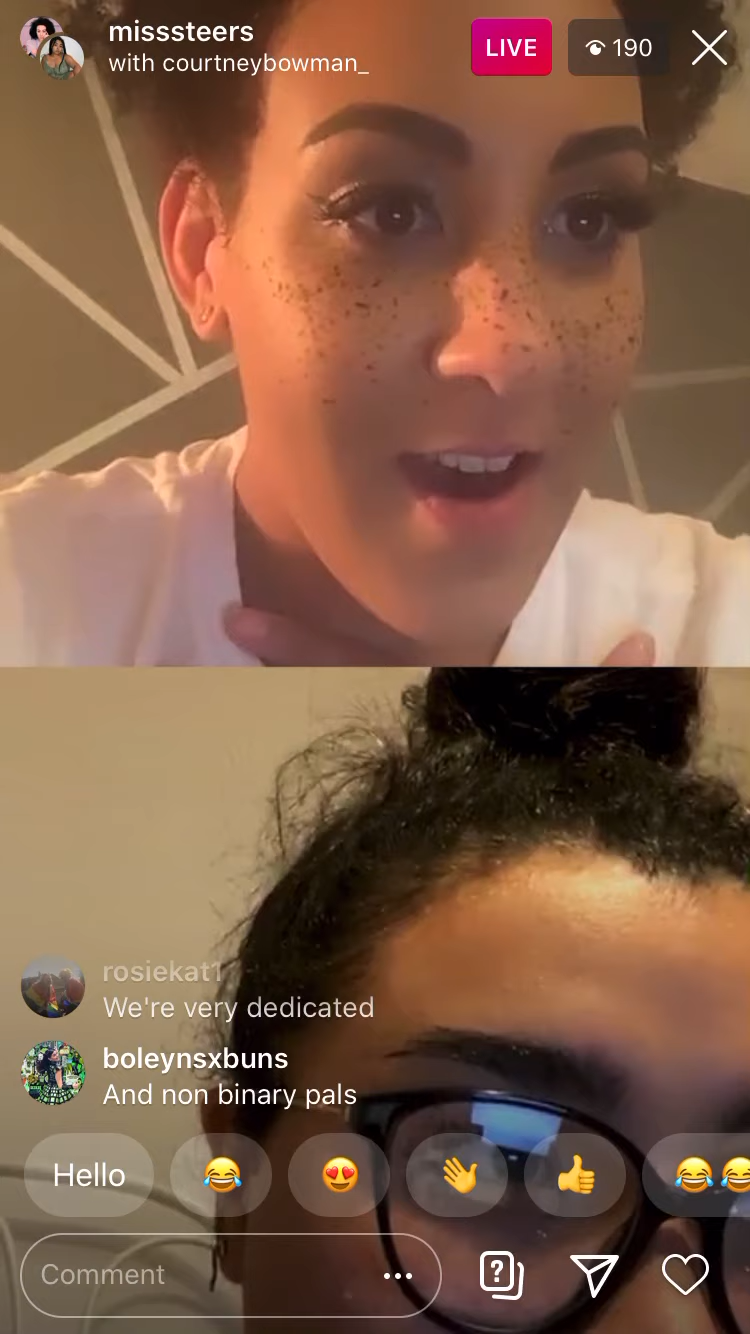 misssteers
with courtneybowman_
LIVE
190
rosiekat1
We're very dedicated
boleynsxbuns
And non binary pals
Hello
Comment
?